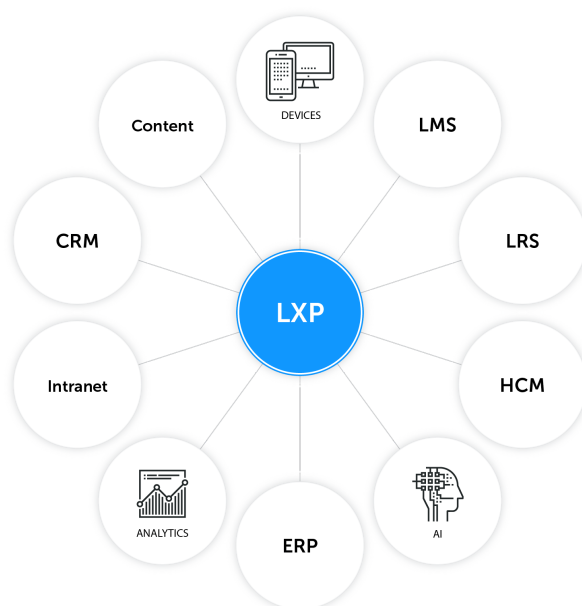 DEVICES
Content
LMS
CRM
LRS
LXP
Intranet
HCM
ANALYTICS
AI
ERP